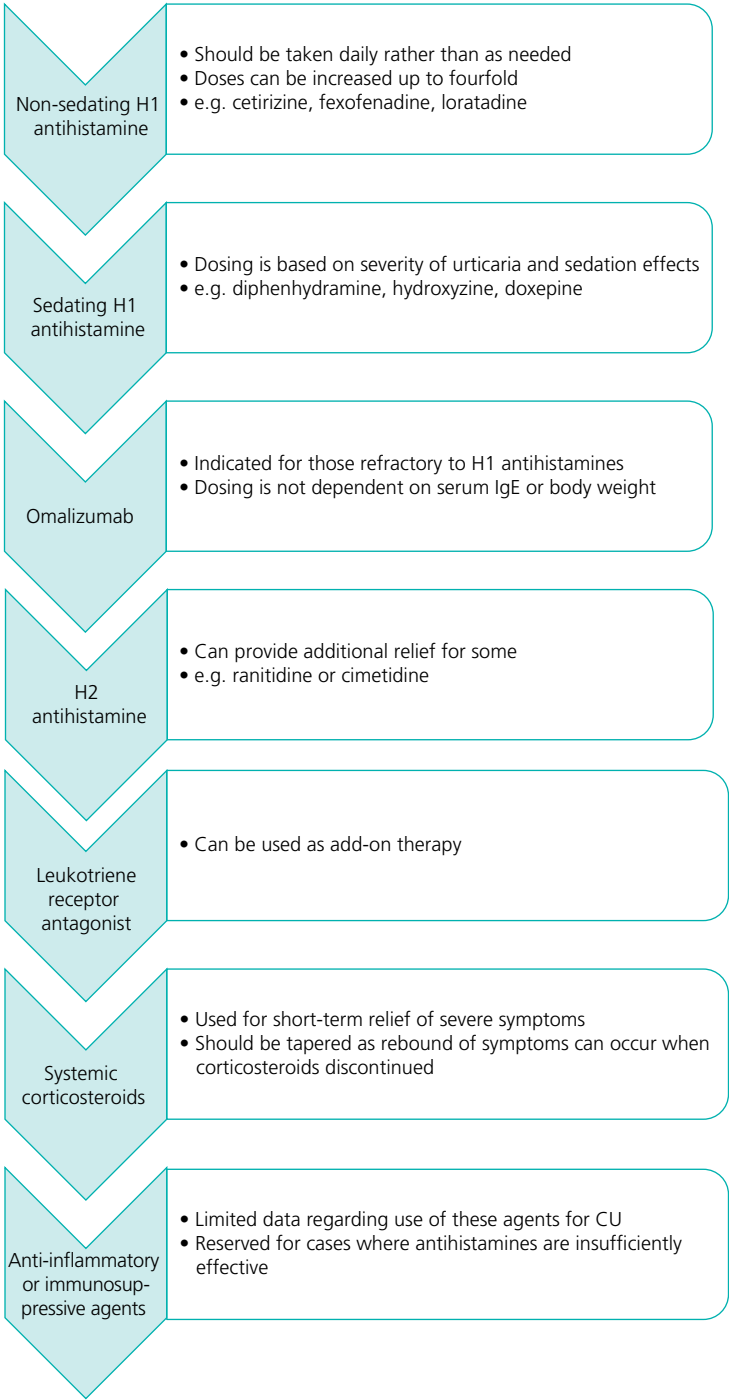 Non-sedating H1
antihistamine
• Should be taken daily rather than as needed
• Doses can be increased up to fourfold
• e.g. cetirizine, fexofenadine, loratadine
Sedating H1
antihistamine
• Dosing is based on severity of urticaria and sedation effects
• e.g. diphenhydramine, hydroxyzine, doxepine
Omalizumab
• Indicated for those refractory to H1 antihistamines
• Dosing is not dependent on serum IgE or body weight
H2
antihistamine
• Can provide additional relief for some
• e.g. ranitidine or cimetidine
Leukotriene
receptor
antagonist
• Can be used as add-on therapy
Systemic
corticosteroids
• Used for short-term relief of severe symptoms
• Should be tapered as rebound of symptoms can occur when
corticosteroids discontinued
Anti-inflammatory
or immunosup-
pressive agents
• Limited data regarding use of these agents for CU
• Reserved for cases where antihistamines are insufficiently
effective